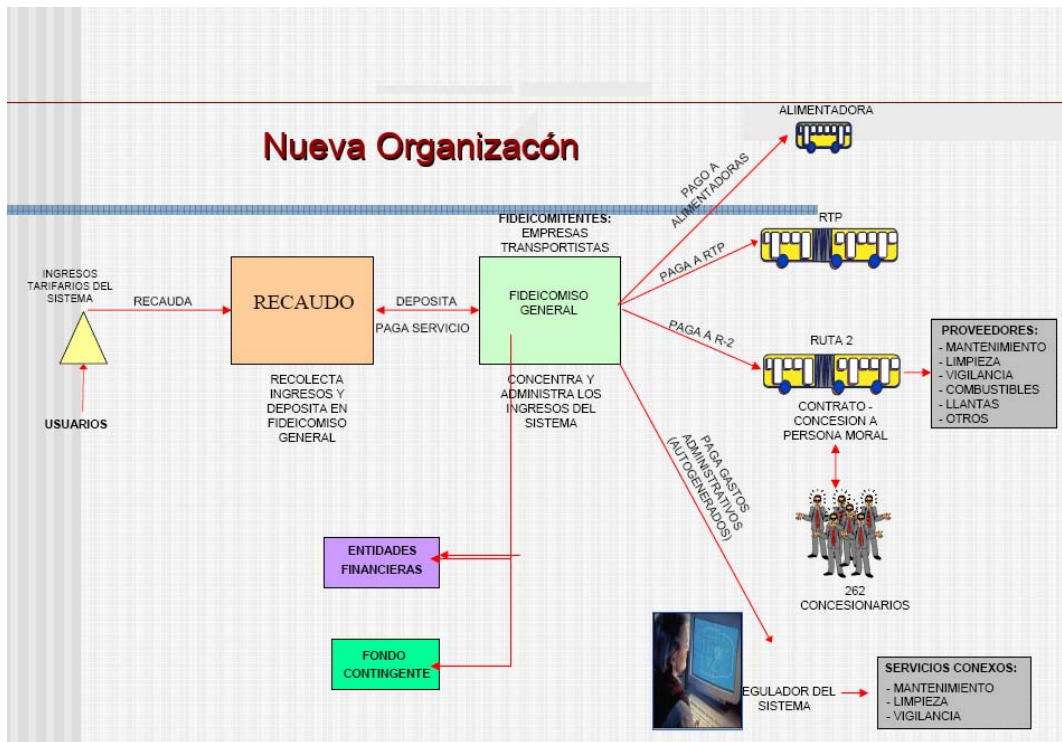 Nueva Organizacón
ALIMENTADORA
PAGO A
ALIMENTADORAS
RTP
PAGA A RTP
FIDEICOMITENTES:
EMPRESAS
TRANSPORTISTAS
INGRESOS
TARIFARIOS DEL
SISTEMA
RECAUDA
RECAUDO
DEPOSITA
PAGA SERVICIO
FIDEICOMISO
GENERAL
PAGA A R-2
RUTA 2
PROVEEDORES:
- MANTENIMIENTO
- LIMPIEZA
- VIGILANCIA
- COMBUSTIBLES
- LLANTAS
- OTROS
USUARIOS
RECOLECTA
INGRESOS Y
DEPOSITA EN
FIDEICOMISO
GENERAL
CONCENTRA Y
ADMINISTRA LOS
INGRESOS DEL
SISTEMA
CONTRATO -
CONCESION A
PERSONA MORAL
PAGA GASTOS
ADMINISTRATIVOS
(AUTOGENERADOS)
262
CONCESIONARIOS
ENTIDADES
FINANCIERAS
FONDO
CONTINGENTE
EGULADOR DEL
SISTEMA
SERVICIOS CONEXOS:
- MANTENIMIENTO
- LIMPIEZA
- VIGILANCIA